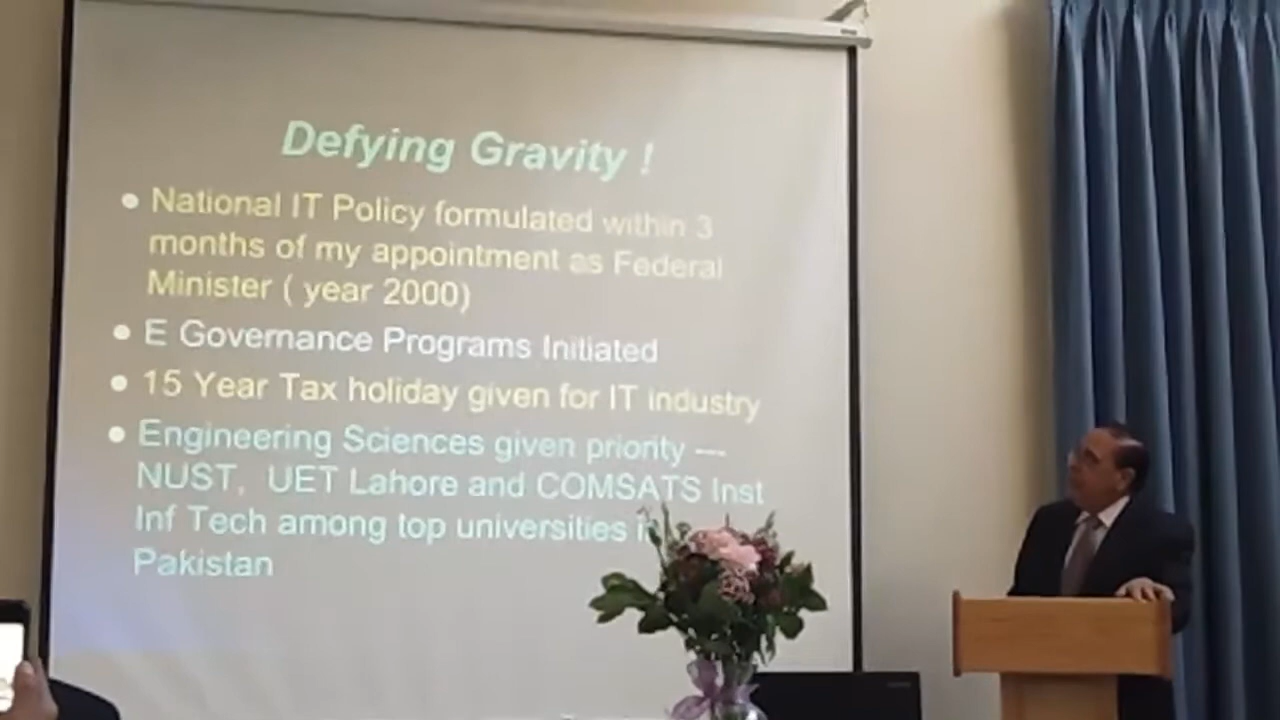 Defying Gravity !
National IT Policy formulated within 3
months of my appointment as Federal
Minister ( year 2000)
E Governance Programs Initiated
15 Year Tax holiday given for IT industry
Engineering Sciences given priority ---
NUST, UET Lahore and COMSATS Inst
Inf Tech among top universities
Pakistan